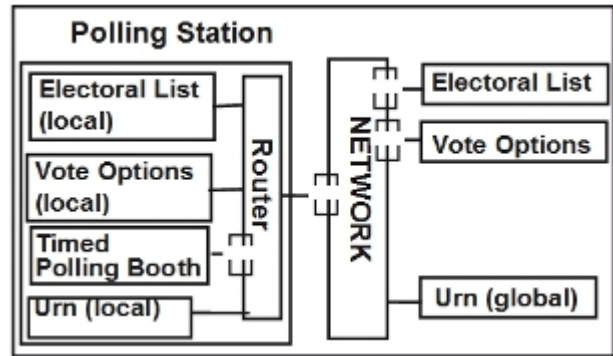 Polling Station
Electoral List
(local)
Vote Options
(local)
Timed
Polling Booth
Urn (local)
Router
NETWORK
Electoral List
Vote Options
Urn (global)